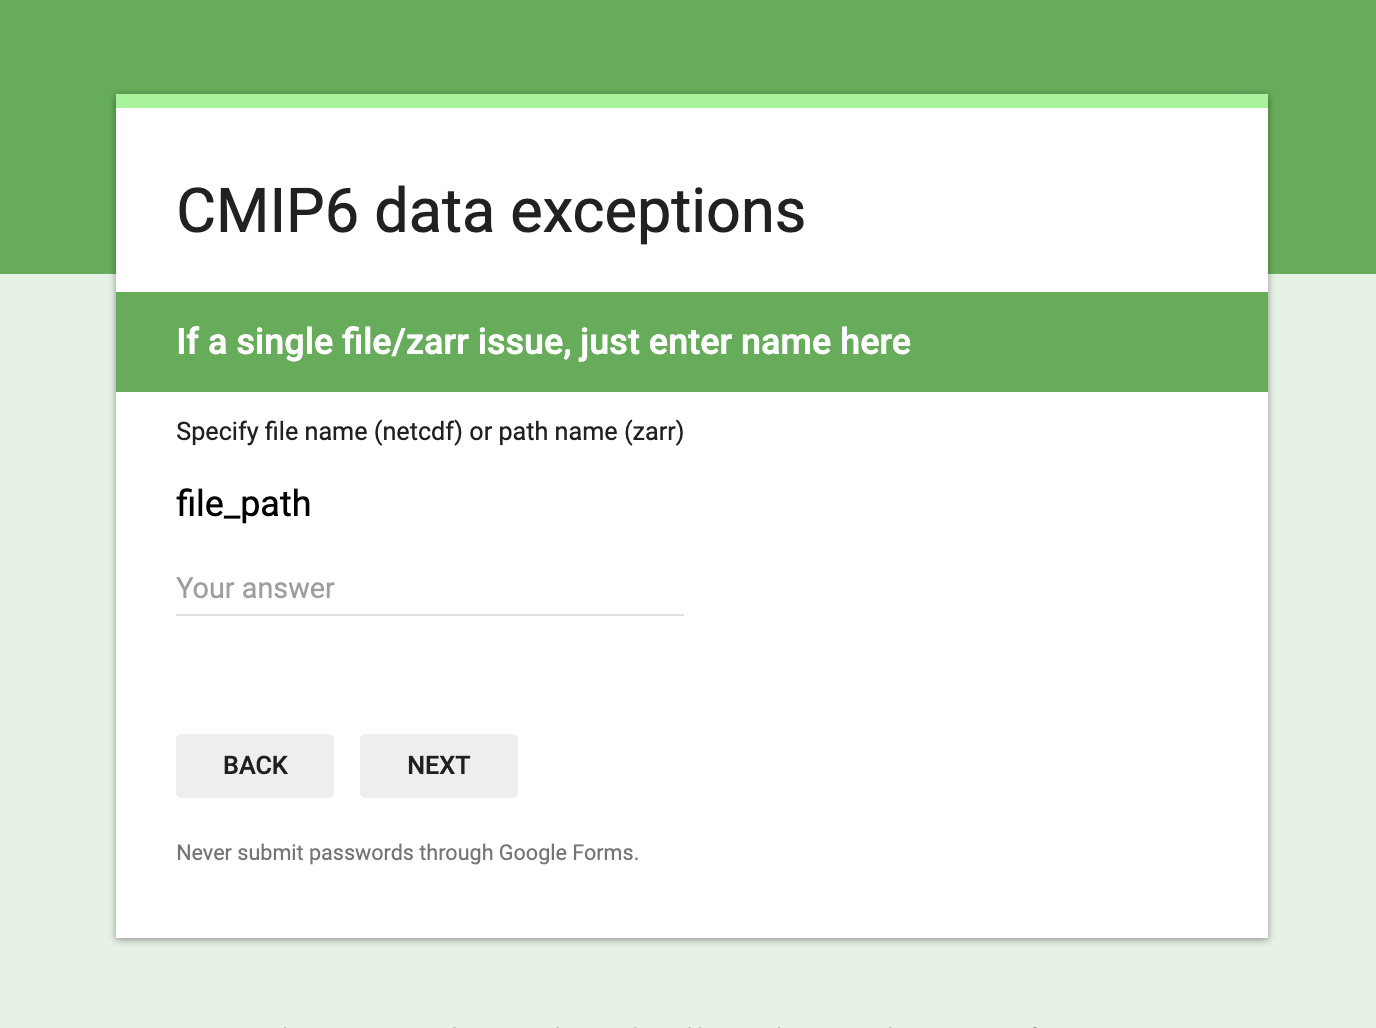 CMIP6 data exceptions
If a single file/zarr issue, just enter name here
Specify file name (netcdf) or path name (zarr)
file_path
Your answer
BACK NEXT
Never submit passwords through Google Forms.